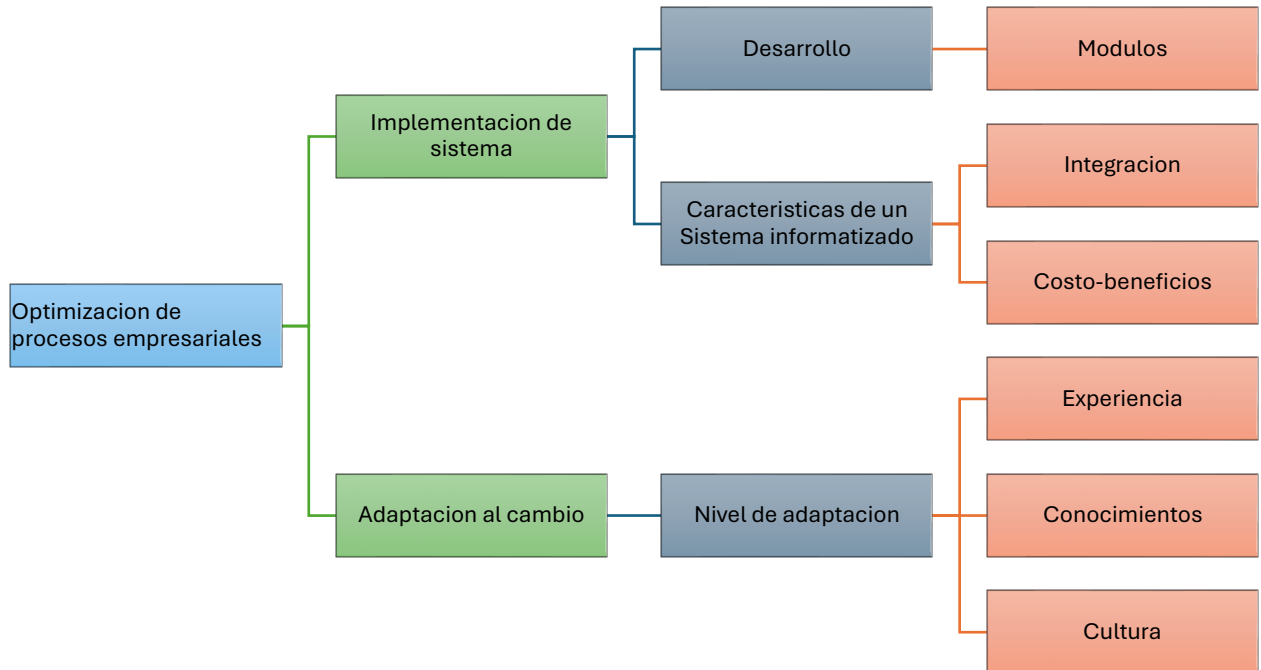 Desarrollo
Modulos
Implementacion de
sistema
Integracion
Caracteristicas de un
Sistema informatizado
Costo-beneficios
Optimizacion de
procesos empresariales
Experiencia
Adaptacion al cambio
Nivel de adaptacion
Conocimientos
Cultura